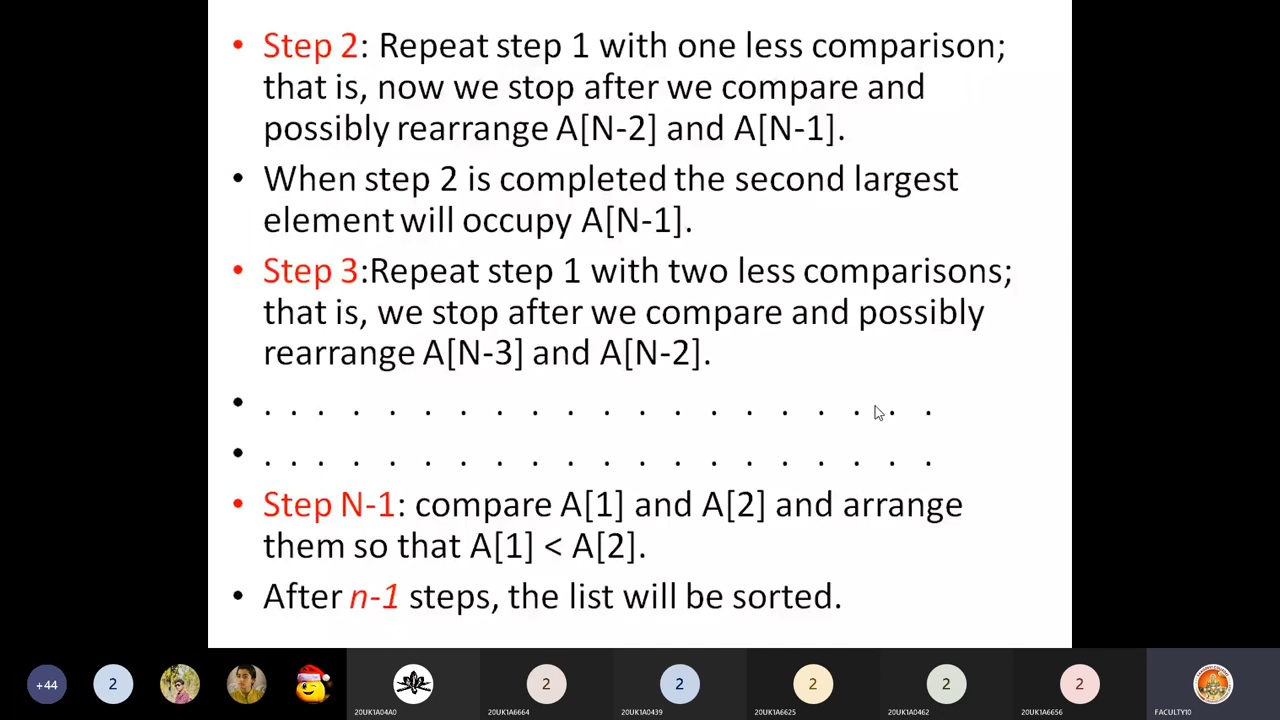 • Step 2: Repeat step 1 with one less comparison;
that is, now we stop after we compare and
possibly rearrange A[N-2] and A[N-1].
• When step 2 is completed the second largest
element will occupy A[N-1].
• Step 3:Repeat step 1 with two less comparisons;
that is, we stop after we compare and possibly
rearrange A[N-3] and A[N-2].
• . . . . . . . . . . . . . . . . . . . .
• . . . . . . . . . . . . . . . . . . . .
• Step N-1: compare A[1] and A[2] and arrange
them so that A[1] < A[2].
• After n-1 steps, the list will be sorted.
+44 2 2 2 2 2 2
20UK1A04A0 20UK1A6664 20UK1A0439 20UK1A6625 20UK1A0462 20UK1A6656 FACULTY10